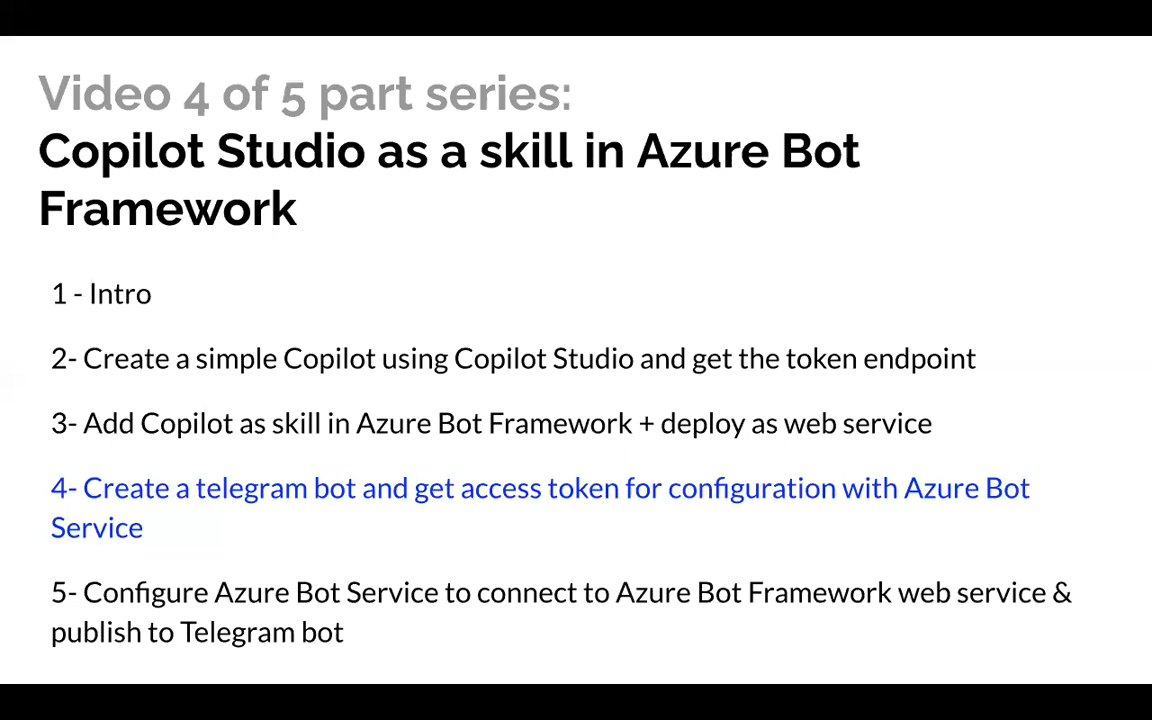 Video 4 of 5 part series:
Copilot Studio as a skill in Azure Bot
Framework
1 - Intro
2- Create a simple Copilot using Copilot Studio and get the token endpoint
3- Add Copilot as skill in Azure Bot Framework + deploy as web service
4- Create a telegram bot and get access token for configuration with Azure Bot
Service
5- Configure Azure Bot Service to connect to Azure Bot Framework web service &
publish to Telegram bot